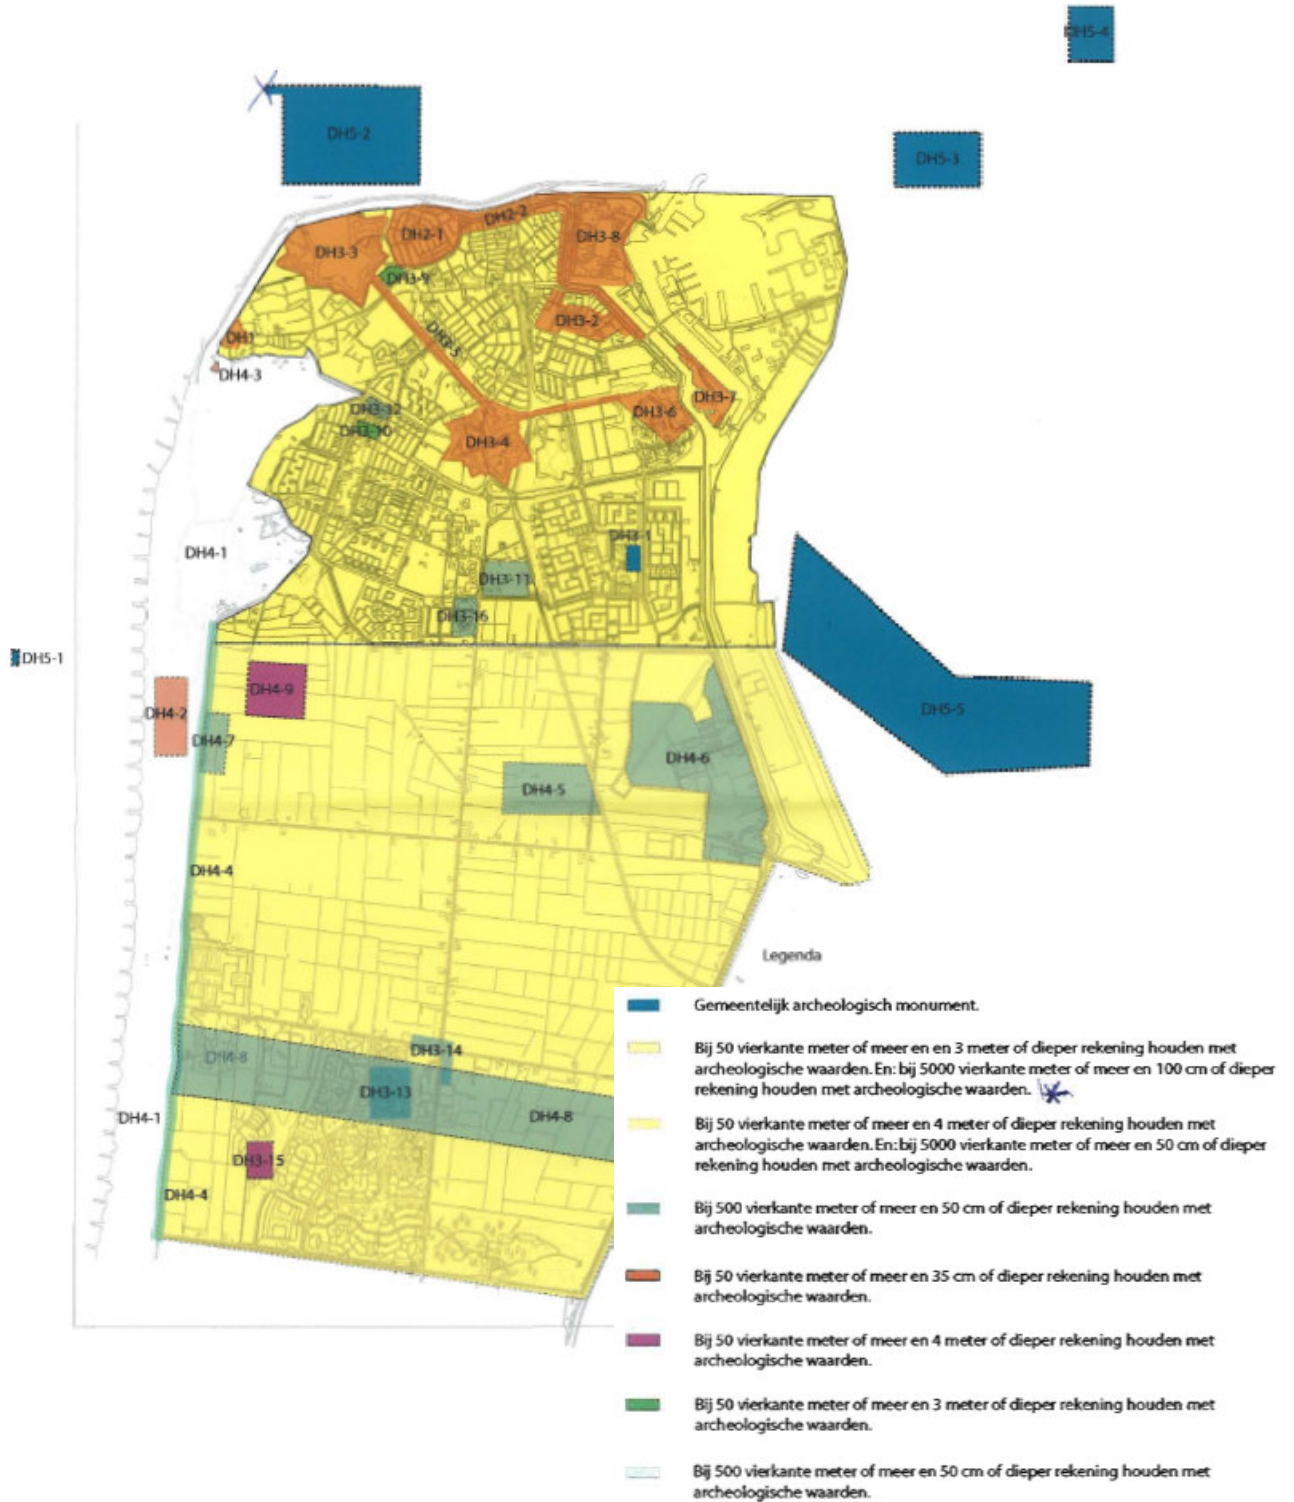 DH5-4
DH5-2
DH5-3
DH2-2
DH2-1
DH3-8
DH3-3
DH3-9
DH3-2
DH1
DH3-5
DH4-3
DH3-7
DH3-12
DH3-6
DH3-10
DH3-4
DH3-1
DH4-1
DH3-11
DH3-16
DH5-1
DH4-9
DH5-5
DH4-2
DH4-7
DH4-6
DH4-5
DH4-4
Legenda
Gemeentelijk archeologisch monument.
Bij 50 vierkante meter of meer en en 3 meter of dieper rekening houden met
archeologische waarden. En: bij 5000 vierkante meter of meer en 100 cm of dieper
rekening houden met archeologische waarden.
DH3-14
DH4-8
DH3-13
DH4-8
DH4-1
Bij 50 vierkante meter of meer en 4 meter of dieper rekening houden met
archeologische waarden. En: bij 5000 vierkante meter of meer en 50 cm of dieper
rekening houden met archeologische waarden.
DH3-15
DH4-4
Bij 500 vierkante meter of meer en 50 cm of dieper rekening houden met
archeologische waarden.
Bij 50 vierkante meter of meer en 35 cm of dieper rekening houden met
archeologische waarden.
Bij 50 vierkante meter of meer en 4 meter of dieper rekening houden met
archeologische waarden.
Bij 50 vierkante meter of meer en 3 meter of dieper rekening houden met
archeologische waarden.
Bij 500 vierkante meter of meer en 50 cm of dieper rekening houden met
archeologische waarden.